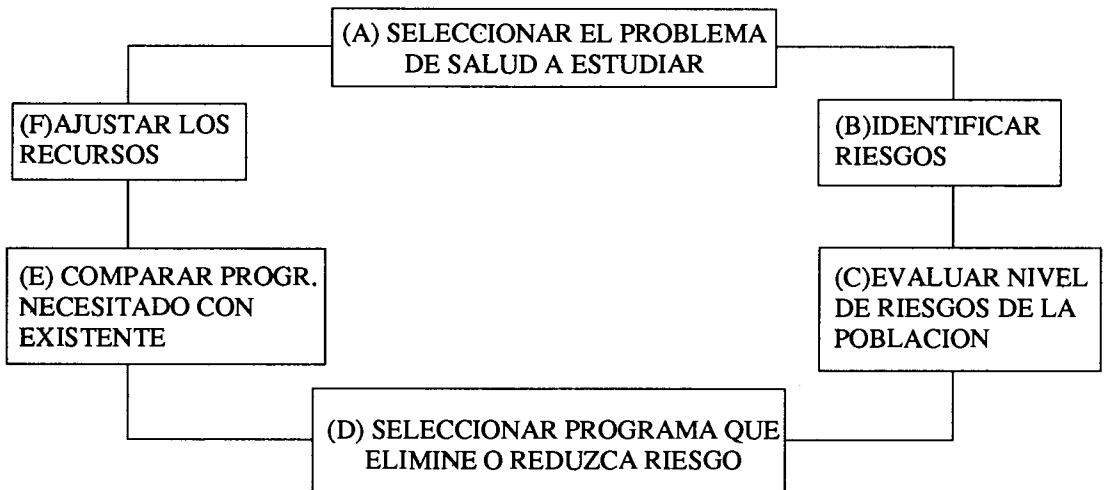 (A) SELECCIONAR EL PROBLEMA
DE SALUD A ESTUDIAR
(B)IDENTIFICAR
RIESGOS
(C)EVALUAR NIVEL
DE RIESGOS DE LA
POBLACION
(D) SELECCIONAR PROGRAMA QUE
ELIMINE O REDUZCA RIESGO
(E) COMPARAR PROGR.
NECESITADO CON
EXISTENTE
(F)AJUSTAR LOS
RECURSOS